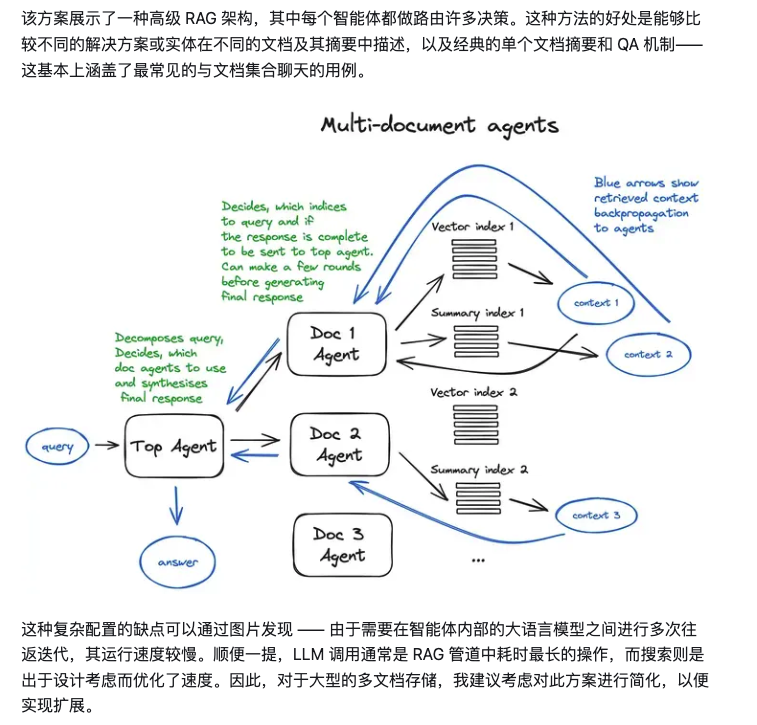 该方案展示了一种高级 RAG 架构，其中每个智能体都做路由许多决策。这种方法的好处是能够比
较不同的解决方案或实体在不同的文档及其摘要中描述，以及经典的单个文档摘要和 QA 机制——
这基本上涵盖了最常见的与文档集合聊天的用例。
Multi-document agents
Decides, which indices
to query and if
the response is complete
to be sent to top agent.
Can make a few rounds
before generating
final response
Blue arrows show
retrieved context
backpropagation
to agents
Vector index 1
context 1
Summary index 1
Doc 1
Agent
context 2
Decomposes query,
Decides, which
doc agents to use
and synthesises
final response
Vector index 2
query
Top Agent
Doc 2
Agent
Summary index 2
context 3
Doc 3
Agent
answer
...
这种复杂配置的缺点可以通过图片发现 —— 由于需要在智能体内部的大语言模型之间进行多次往
返迭代，其运行速度较慢。顺便一提，LLM 调用通常是 RAG 管道中耗时最长的操作，而搜索则是
出于设计考虑而优化了速度。因此，对于大型的多文档存储，我建议考虑对此方案进行简化，以便
实现扩展。